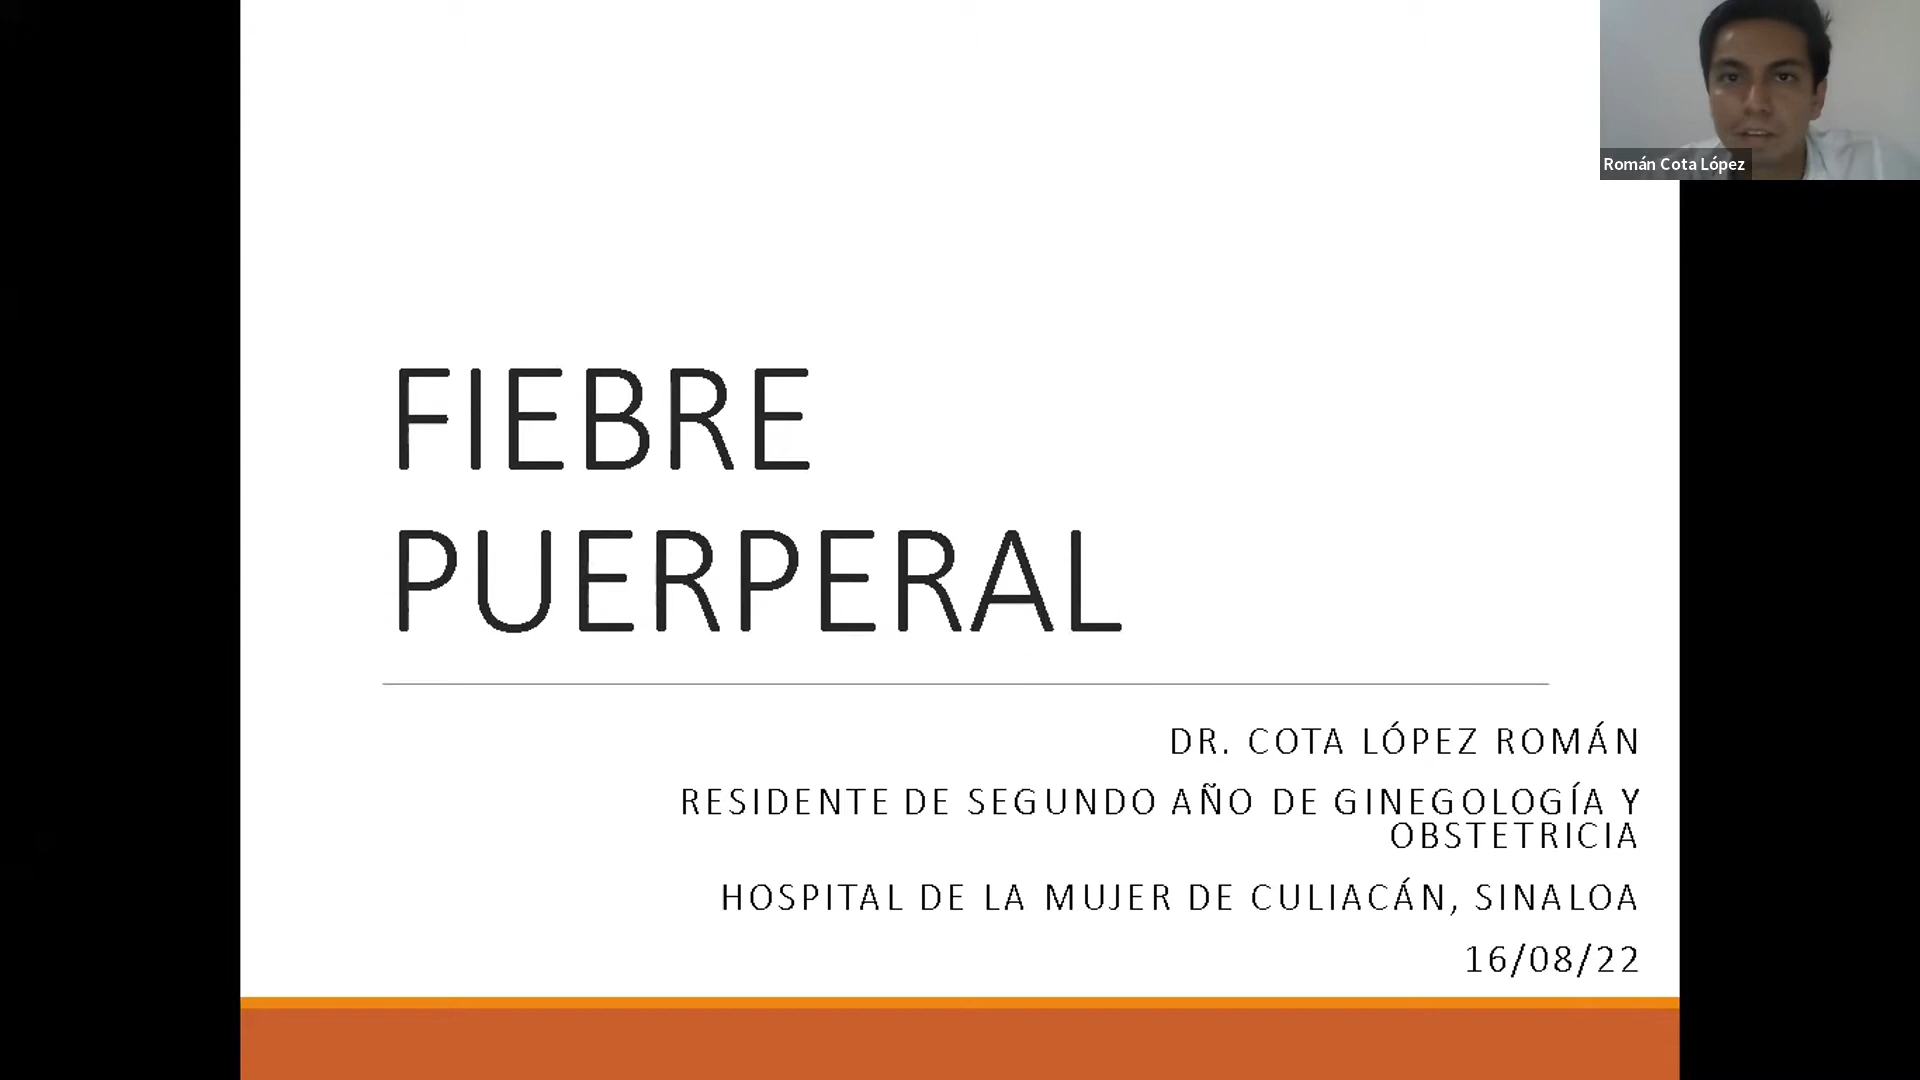 Román Cota López
FIEBRE
PUERPERAL
DR. COTA LÓPEZ ROMÁN
RESIDENTE DE SEGUNDO AÑO DE GINEGOLOGÍA Y
OBSTETRICIA
HOSPITAL DE LA MUJER DE CULIACÁN, SINALOA
16/08/22